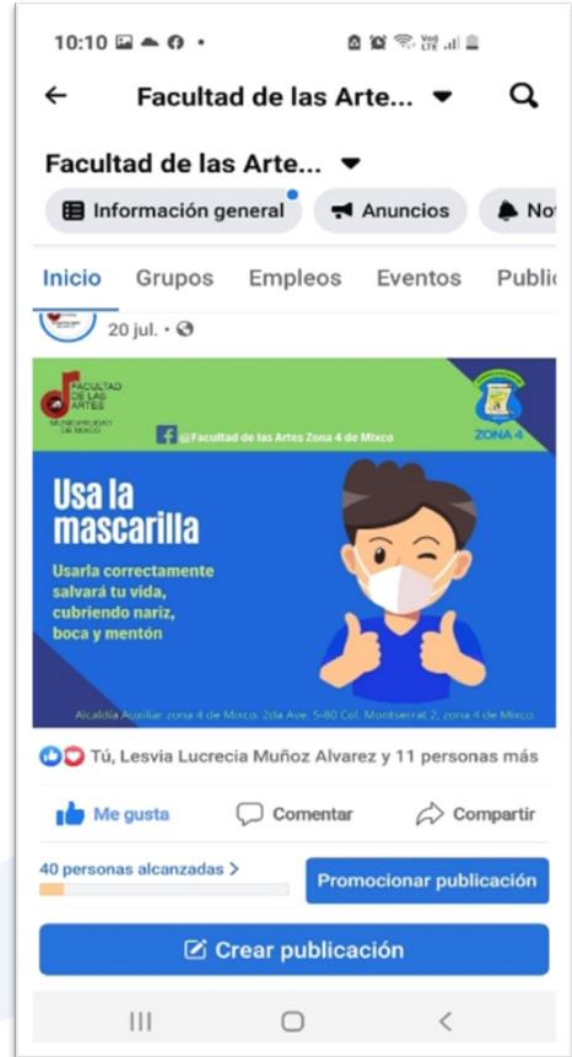 10:10
Facultad de las Arte...
Facultad de las Arte...
Información general
Anuncios
No
Inicio Grupos Empleos Eventos Public
20 jul.
FACULTAD
DE LAS
ARTES
MUNICIPALIDAD
DE MIXCO
@Facultad de las Artes Zona 4 de Mixco
ZONA 4
Usa la
mascarilla
Usarla correctamente
salvará tu vida,
cubriendo nariz,
boca y mentón
Alcaldía Auxiliar zona 4 de Mixco. 2da Ave. 5-80 Col. Montserrat 2, zona 4 de Mixco.
Tú, Lesvia Lucrecia Muñoz Alvarez y 11 personas más
Me gusta
Comentar
Compartir
40 personas alcanzadas >
Promocionar publicación
Crear publicación